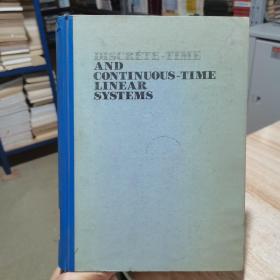 DISCRETE-TIME
AND
CONTINUOUS-TIME
LINEAR
SYSTEMS